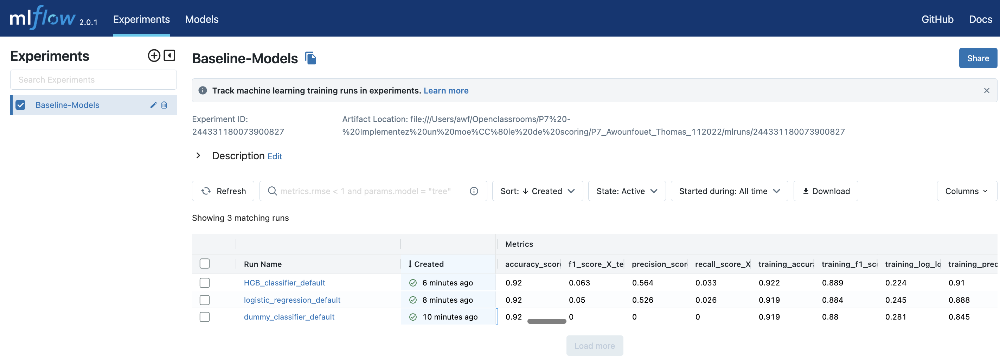 mlflow 2.0.1 Experiments Models GitHub Docs
Experiments
Search Experiments
Baseline-Models
Baseline-Models
Share
Track machine learning training runs in experiments. Learn more
Experiment ID:
244331180073900827
Artifact Location: file:///Users/awf/Openclassrooms/P7%20-
%20Implementez%20un%20moe%CC%80le%20de%20scoring/P7_Awounfouet_Thomas_112022/mlruns/244331180073900827
Description Edit
Refresh metrics.rmse < 1 and params.model = "tree" Sort: ↓ Created State: Active Started during: All time Download Columns
Showing 3 matching runs
Metrics
Run Name ↓ Created accuracy_score f1_score_X_te precision_scor recall_score_X training_accura training_f1_sco training_log_lo training_prec
HGB_classifier_default 6 minutes ago 0.92 0.063 0.564 0.033 0.922 0.889 0.224 0.91
logistic_regression_default 8 minutes ago 0.92 0.05 0.526 0.026 0.919 0.884 0.245 0.888
dummy_classifier_default 10 minutes ago 0.92 0 0 0 0.919 0.88 0.281 0.845
Load more